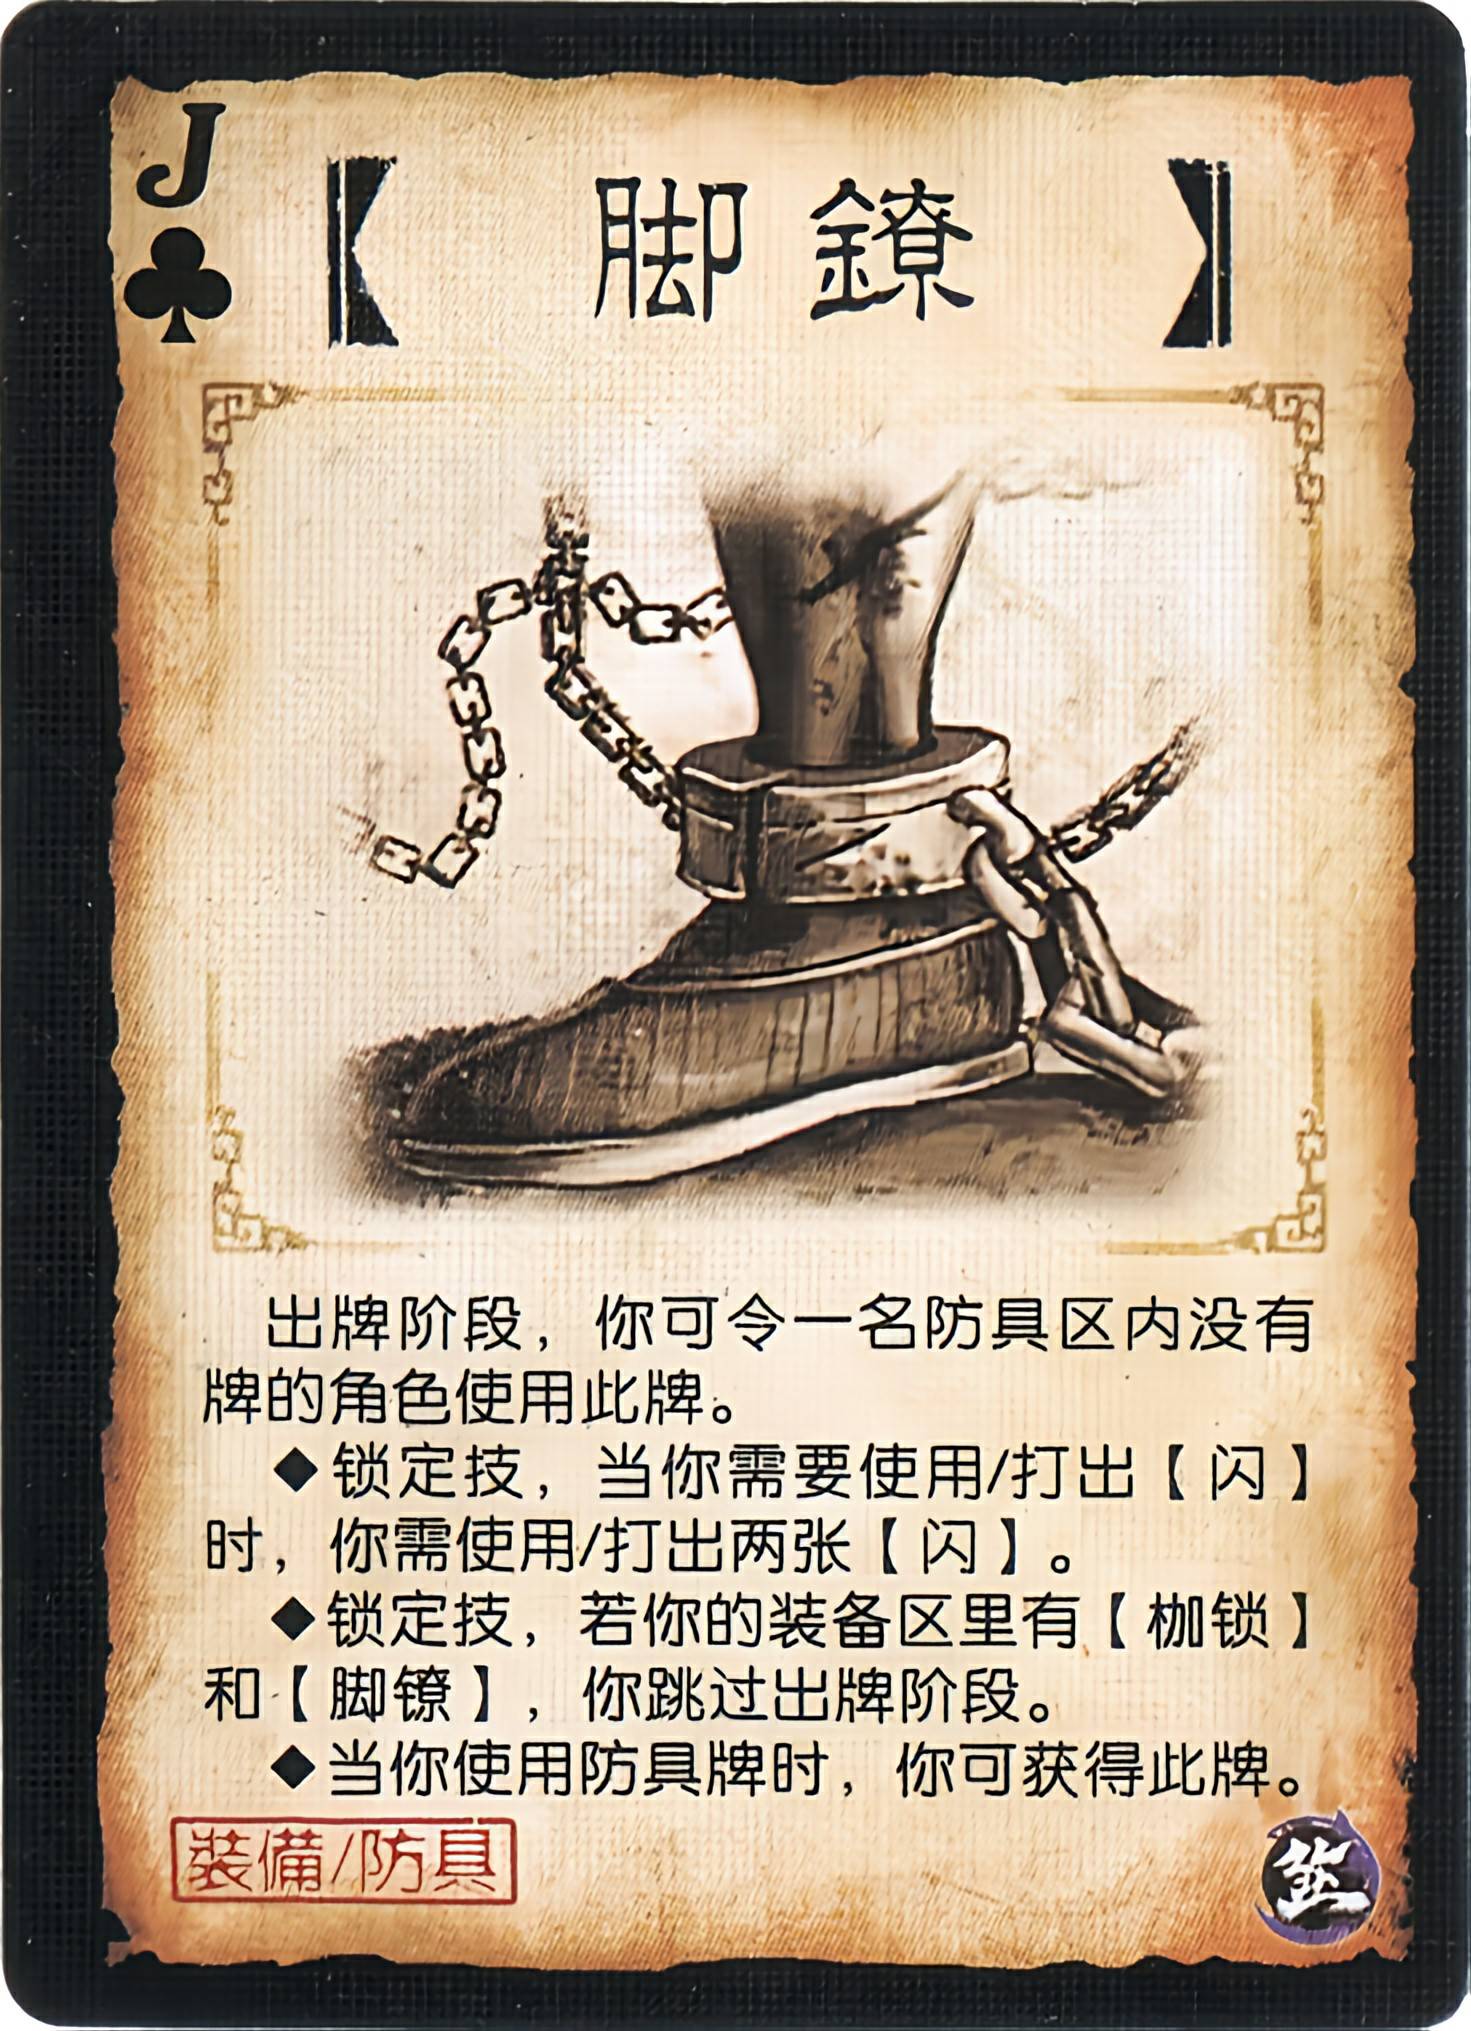 J
【脚鐐】
出牌阶段，你可令一名防具区内没有
牌的角色使用此牌。
◆锁定技，当你需要使用/打出【闪】
时，你需使用/打出两张【闪】。
◆锁定技，若你的装备区里有【枷锁】
和【脚镣】，你跳过出牌阶段。
◆当你使用防具牌时，你可获得此牌。
装備/防具